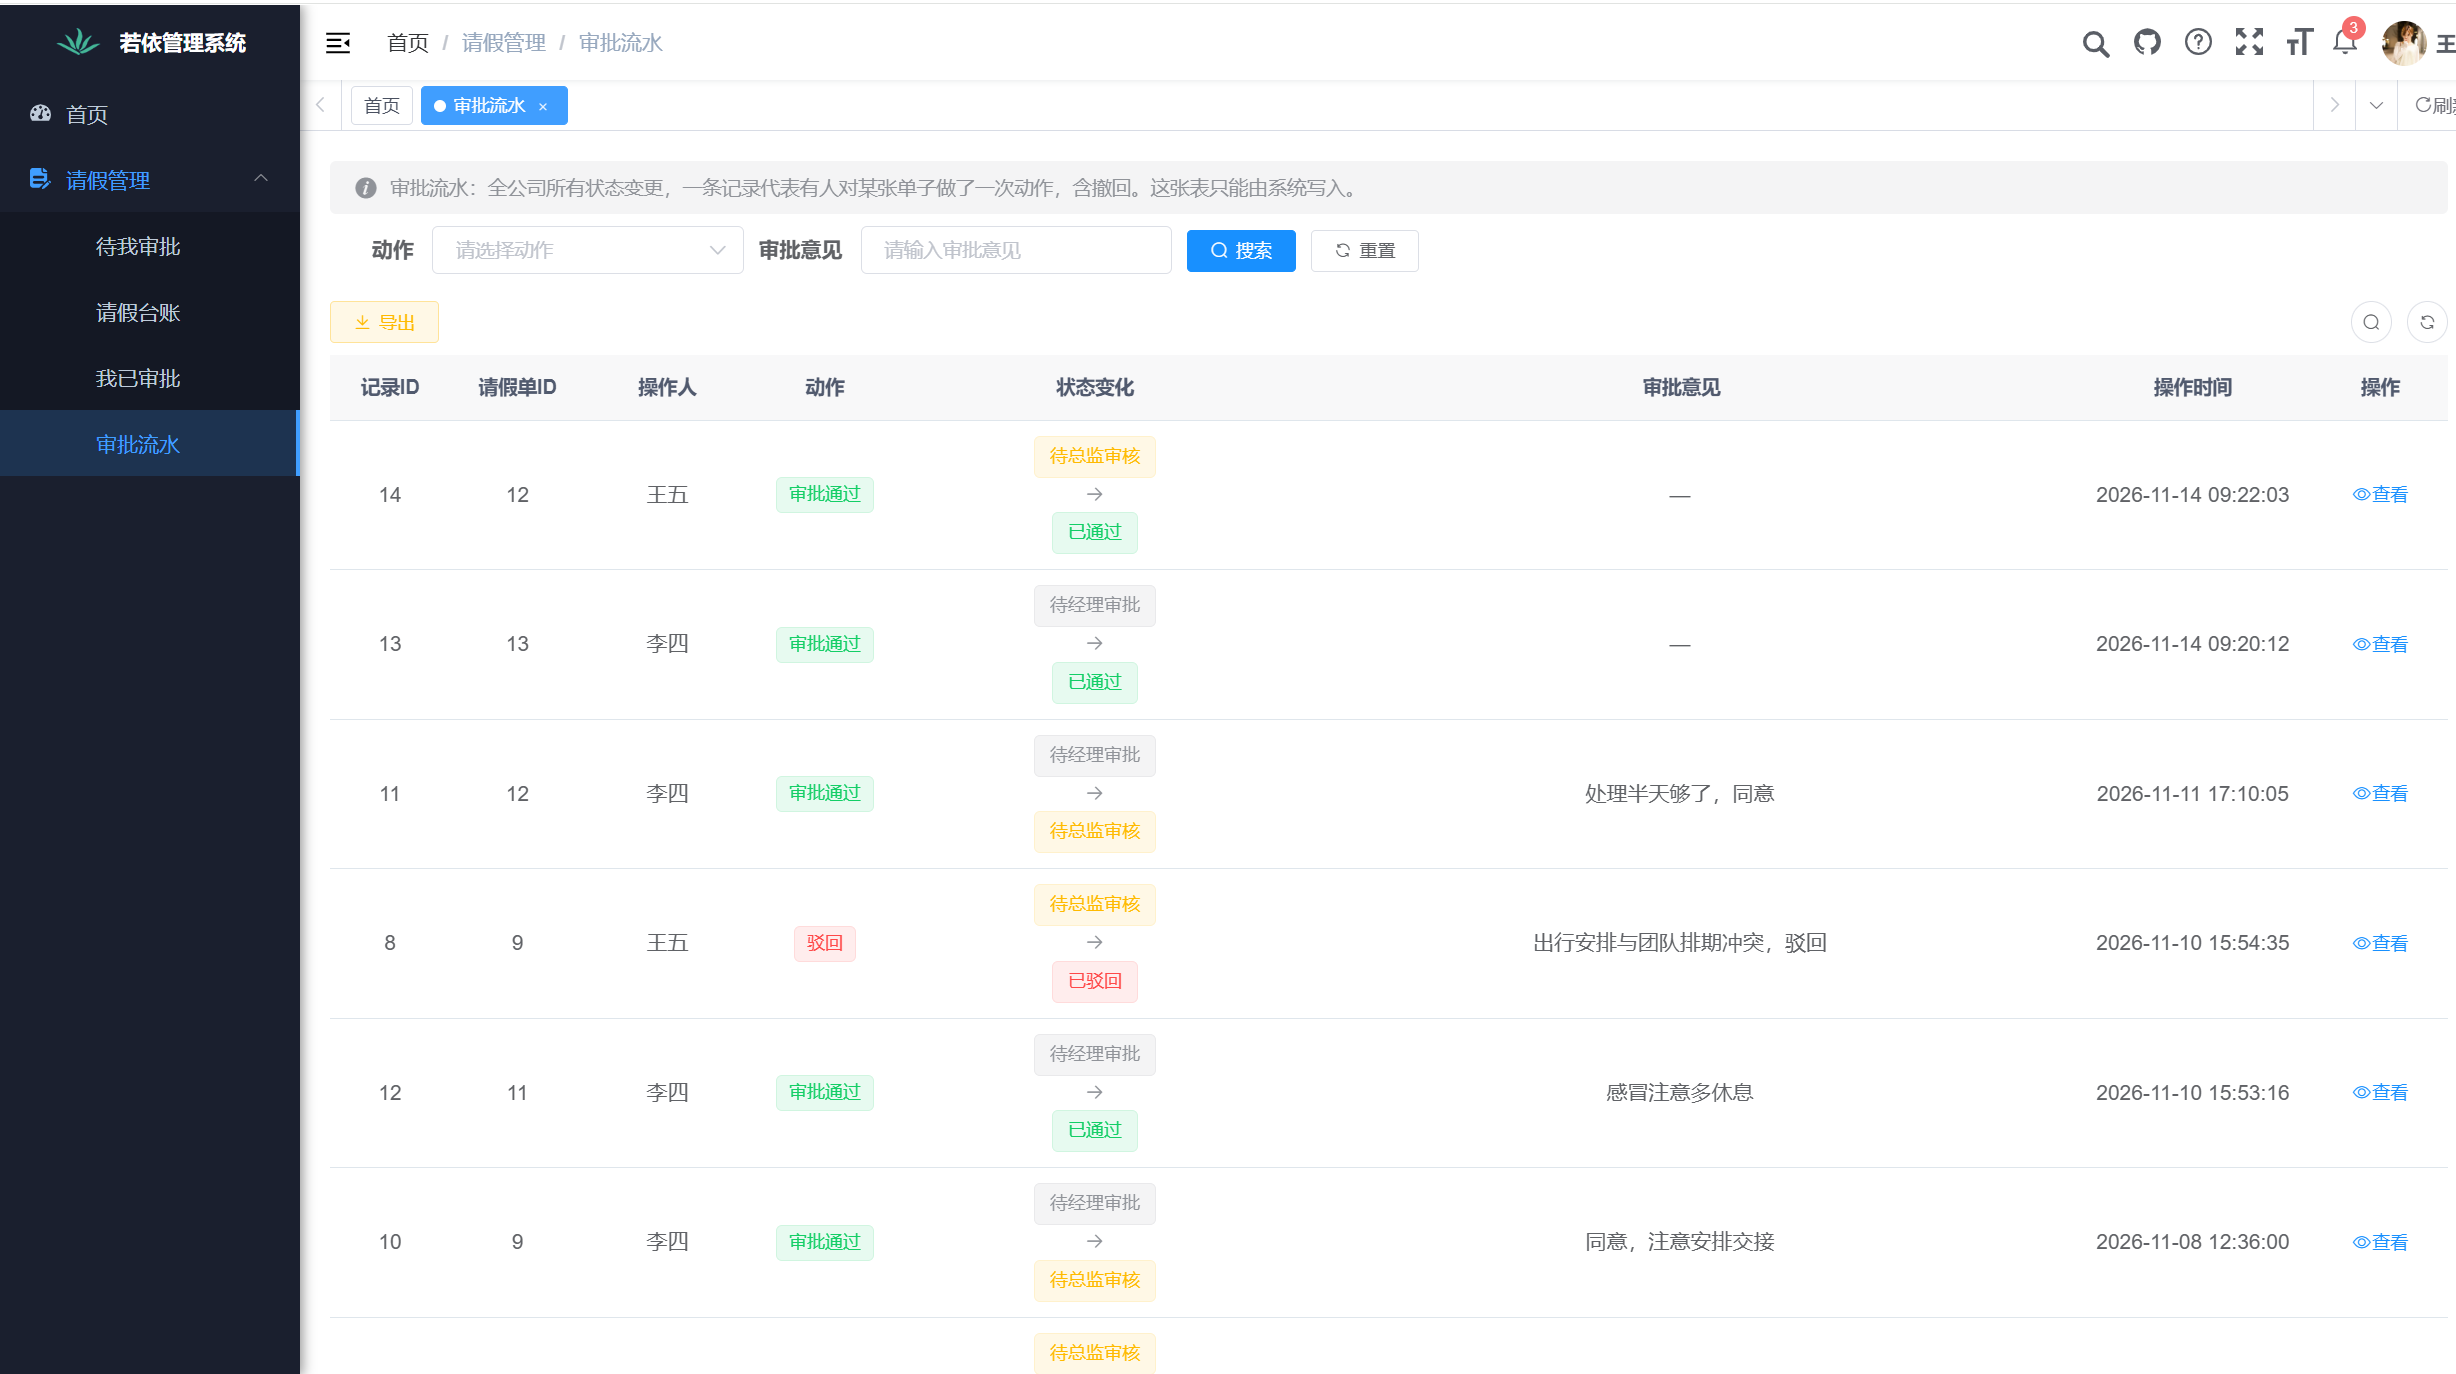 若依管理系统
首页
请假管理
待我审批
请假台账
我已审批
审批流水
首页 / 请假管理 / 审批流水
3
王
首页
审批流水 ×
审批流水：全公司所有状态变更，一条记录代表有人对某张单子做了一次动作，含撤回。这张表只能由系统写入。
动作 请选择动作 审批意见 请输入审批意见 搜索 重置
导出
记录ID 请假单ID 操作人 动作 状态变化 审批意见 操作时间 操作
14 12 王五 审批通过 待总监审核 → 已通过 — 2026-11-14 09:22:03 查看
13 13 李四 审批通过 待经理审批 → 已通过 — 2026-11-14 09:20:12 查看
11 12 李四 审批通过 待经理审批 → 待总监审核 处理半天够了，同意 2026-11-11 17:10:05 查看
8 9 王五 驳回 待总监审核 → 已驳回 出行安排与团队排期冲突，驳回 2026-11-10 15:54:35 查看
12 11 李四 审批通过 待经理审批 → 已通过 感冒注意多休息 2026-11-10 15:53:16 查看
10 9 李四 审批通过 待经理审批 → 待总监审核 同意，注意安排交接 2026-11-08 12:36:00 查看
待总监审核